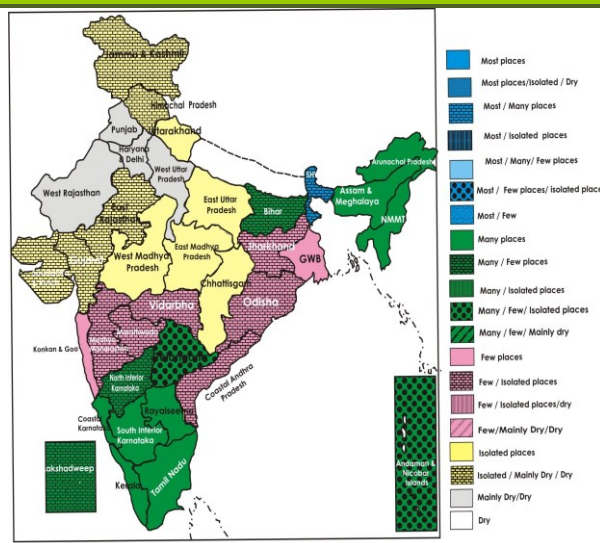 Jammu & Kashmir
Himachal Pradesh
Punjab
Uttarakhand
Haryana
& Delhi
West Uttar
Pradesh
West Rajasthan
East
Rajasthan
East Uttar
Pradesh
Bihar
SH
Arunachal Pradesh
Assam &
Meghalaya
NMMT
Gujarat
West Madhya
Pradesh
East Madhya
Pradesh
Jharkhand
GWB
Chhattisgarh
Vidarbha
Odisha
Konkan & Goa
Madhya
Marathwada
North Interior
Karnataka
Coastal Andhra
Pradesh
Rayalseema
Coastal
Karnataka
South Interior
Karnataka
Kerala
Tamil Nadu
akshadweep
Andaman &
Nicobar
Islands
Most places
Most places/Isolated / Dry
Most / Many places
Most / Isolated places
Most / Many/ Few places
Most / Few places/ isolated place
Most / Few
Many places
Many / Few places
Many / Isolated places
Many / Few/ Isolated places
Many / few/ Mainly dry
Few places
Few / Isolated places
Few / Isolated places/dry
Few/Mainly Dry/Dry
Isolated places
Isolated / Mainly Dry / Dry
Mainly Dry/Dry
Dry